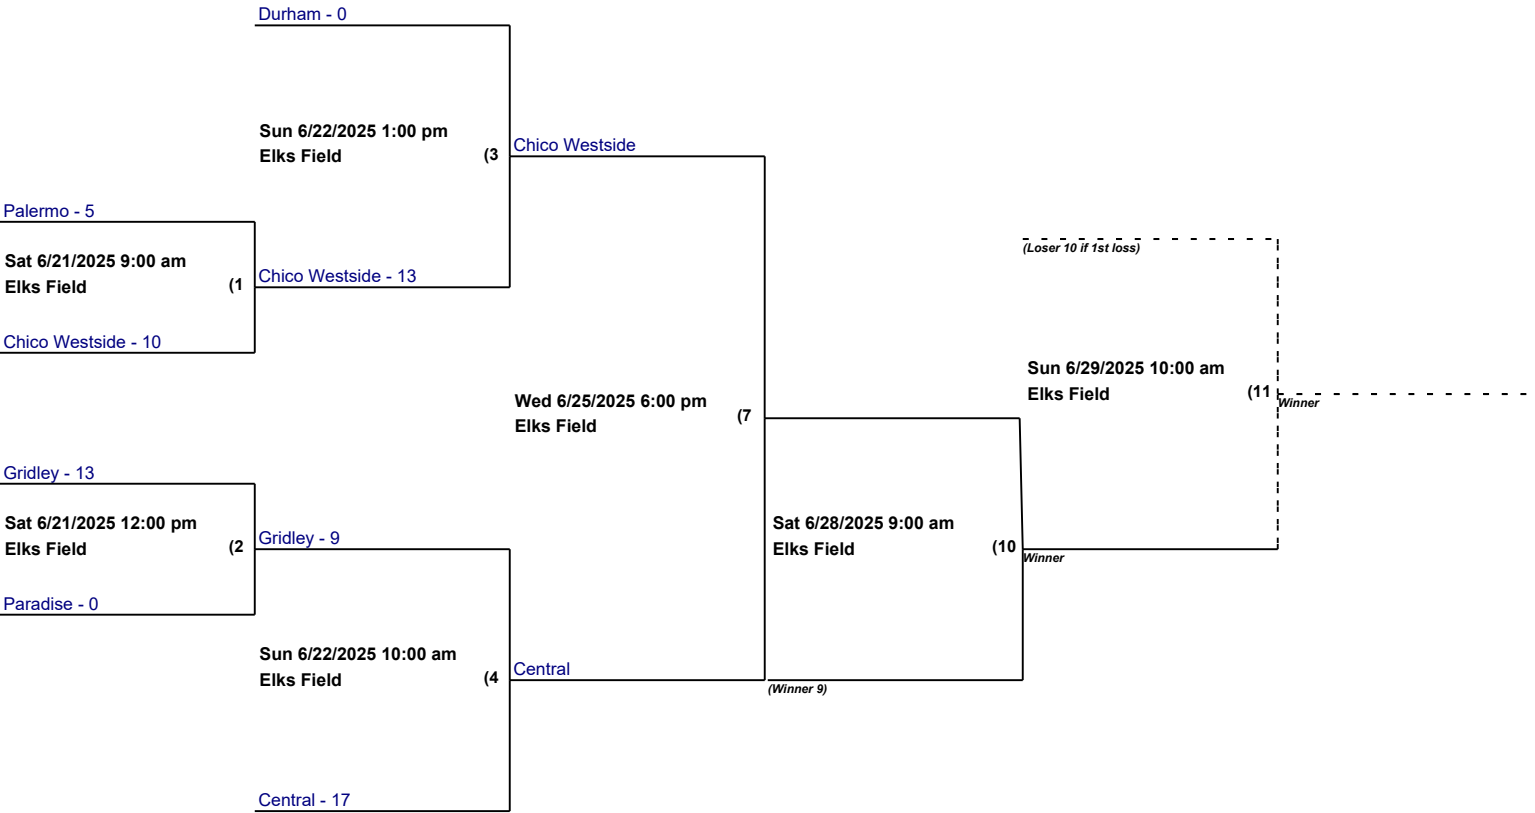 Durham - 0
Sun 6/22/2025 1:00 pm
Elks Field
(3
Chico Westside
Palermo - 5
Sat 6/21/2025 9:00 am
Elks Field
(1
Chico Westside - 13
Chico Westside - 10
(Loser 10 if 1st loss)
Sun 6/29/2025 10:00 am
Elks Field
(11
Winner
Wed 6/25/2025 6:00 pm
Elks Field
(7
Gridley - 13
Sat 6/21/2025 12:00 pm
Elks Field
(2
Gridley - 9
Paradise - 0
Sat 6/28/2025 9:00 am
Elks Field
(10
Winner
Sun 6/22/2025 10:00 am
Elks Field
(4
Central
(Winner 9)
Central - 17